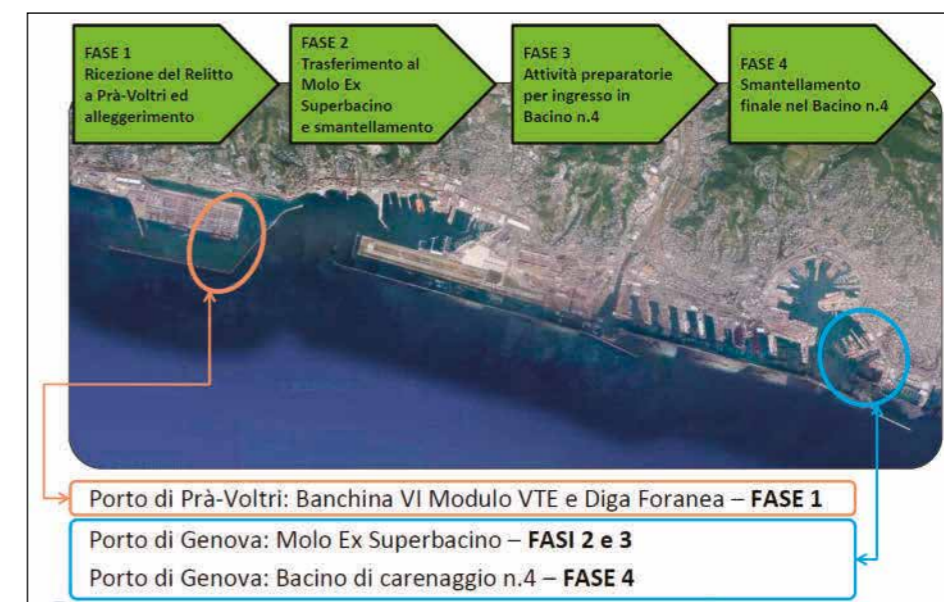 FASE 1
Ricezione del Relitto
a Prà-Voltri ed
alleggerimento
FASE 2
Trasferimento al
Molo Ex
Superbacino
e smantellamento
FASE 3
Attività preparatorie
per ingresso in
Bacino n.4
FASE 4
Smantellamento
finale nel Bacino n.4
Porto di Prà-Voltri: Banchina VI Modulo VTE e Diga Foranea – FASE 1
Porto di Genova: Molo Ex Superbacino – FASI 2 e 3
Porto di Genova: Bacino di carenaggio n.4 – FASE 4